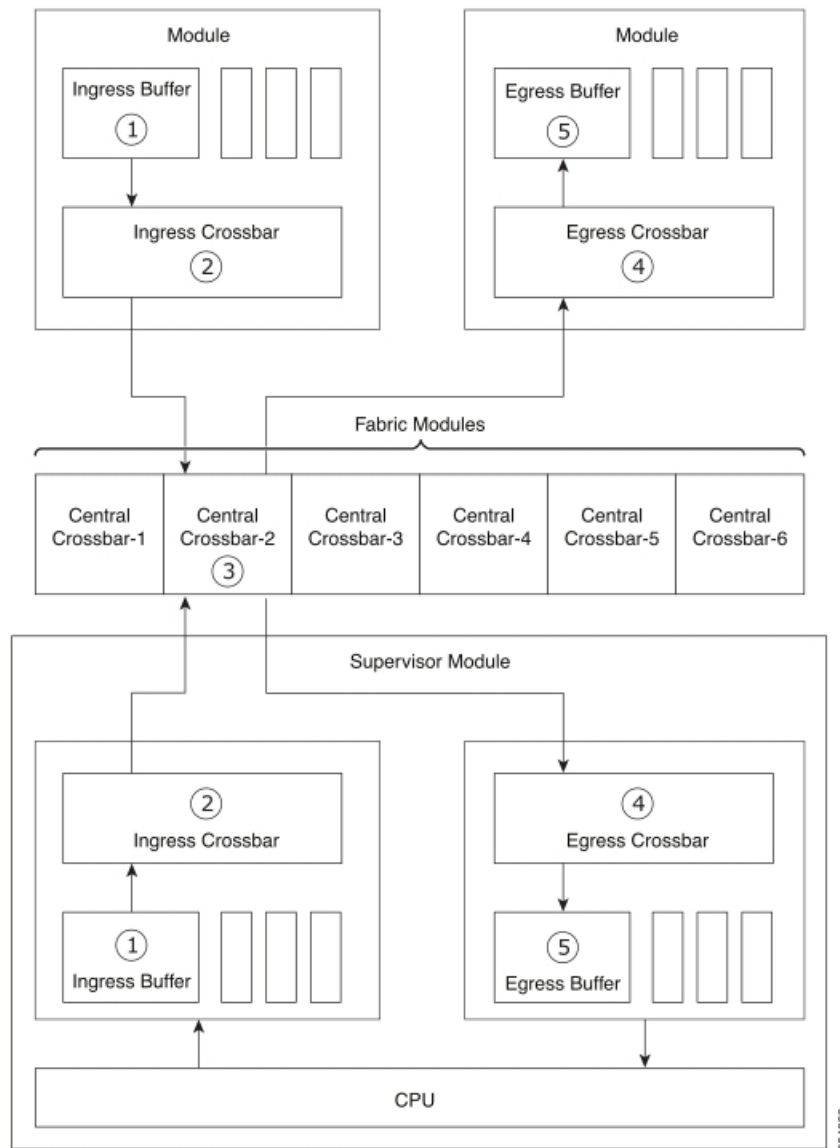 Module
Ingress Buffer
1
Ingress Crossbar
2
Module
Egress Buffer
5
Egress Crossbar
4
Fabric Modules
Central
Crossbar-1
Central
Crossbar-2
3
Central
Crossbar-3
Central
Crossbar-4
Central
Crossbar-5
Central
Crossbar-6
Supervisor Module
2
Ingress Crossbar
1
Ingress Buffer
4
Egress Crossbar
5
Egress Buffer
CPU